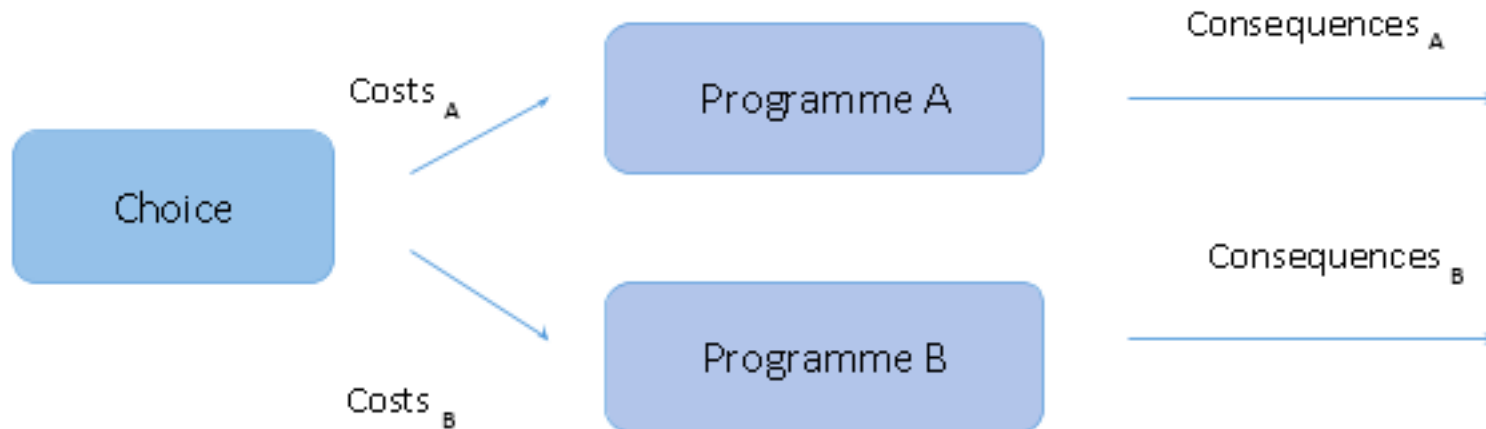 Consequences A
Costs A
Programme A
Choice
Consequences B
Programme B
Costs B